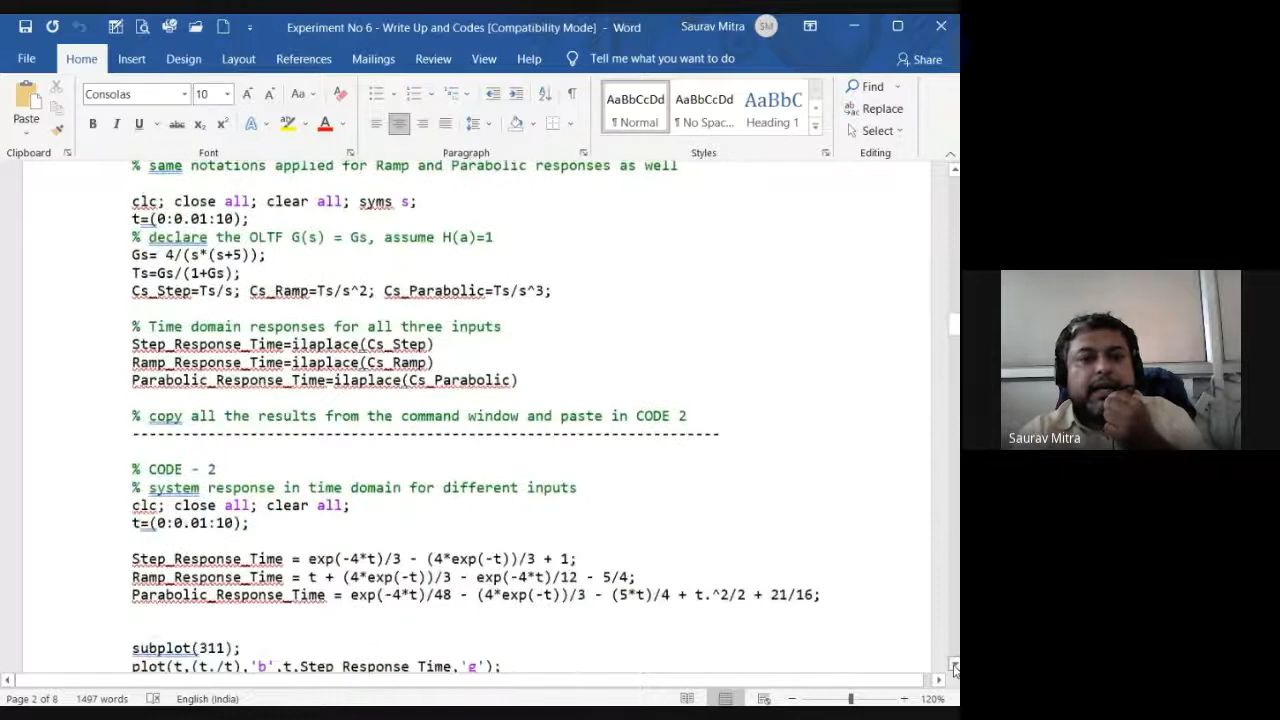 Experiment No 6 - Write Up and Codes [Compatibility Mode] - Word
Saurav Mitra
SM
File
Home
Insert
Design
Layout
References
Mailings
Review
View
Help
Tell me what you want to do
Share
Paste
Clipboard
Consolas
10
Font
Paragraph
AaBbCcDd
¶ Normal
AaBbCcDd
¶ No Spac...
AaBbC
Heading 1
Styles
Find
Replace
Select
Editing
% same notations applied for Ramp and Parabolic responses as well
clc; close all; clear all; syms s;
t=(0:0.01:10);
% declare the OLTF G(s) = Gs, assume H(a)=1
Gs= 4/(s*(s+5));
Ts=Gs/(1+Gs);
Cs_Step=Ts/s; Cs_Ramp=Ts/s^2; Cs_Parabolic=Ts/s^3;
% Time domain responses for all three inputs
Step_Response_Time=ilaplace(Cs_Step)
Ramp_Response_Time=ilaplace(Cs_Ramp)
Parabolic_Response_Time=ilaplace(Cs_Parabolic)
% copy all the results from the command window and paste in CODE 2
----------------------------------------------------------------------
% CODE - 2
% system response in time domain for different inputs
clc; close all; clear all;
t=(0:0.01:10);
Step_Response_Time = exp(-4*t)/3 - (4*exp(-t))/3 + 1;
Ramp_Response_Time = t + (4*exp(-t))/3 - exp(-4*t)/12 - 5/4;
Parabolic_Response_Time = exp(-4*t)/48 - (4*exp(-t))/3 - (5*t)/4 + t.^2/2 + 21/16;
subplot(311);
plot(t,(t./t),'b',t,Step_Response_Time,'g');
Page 2 of 8
1497 words
English (India)
120%
Saurav Mitra